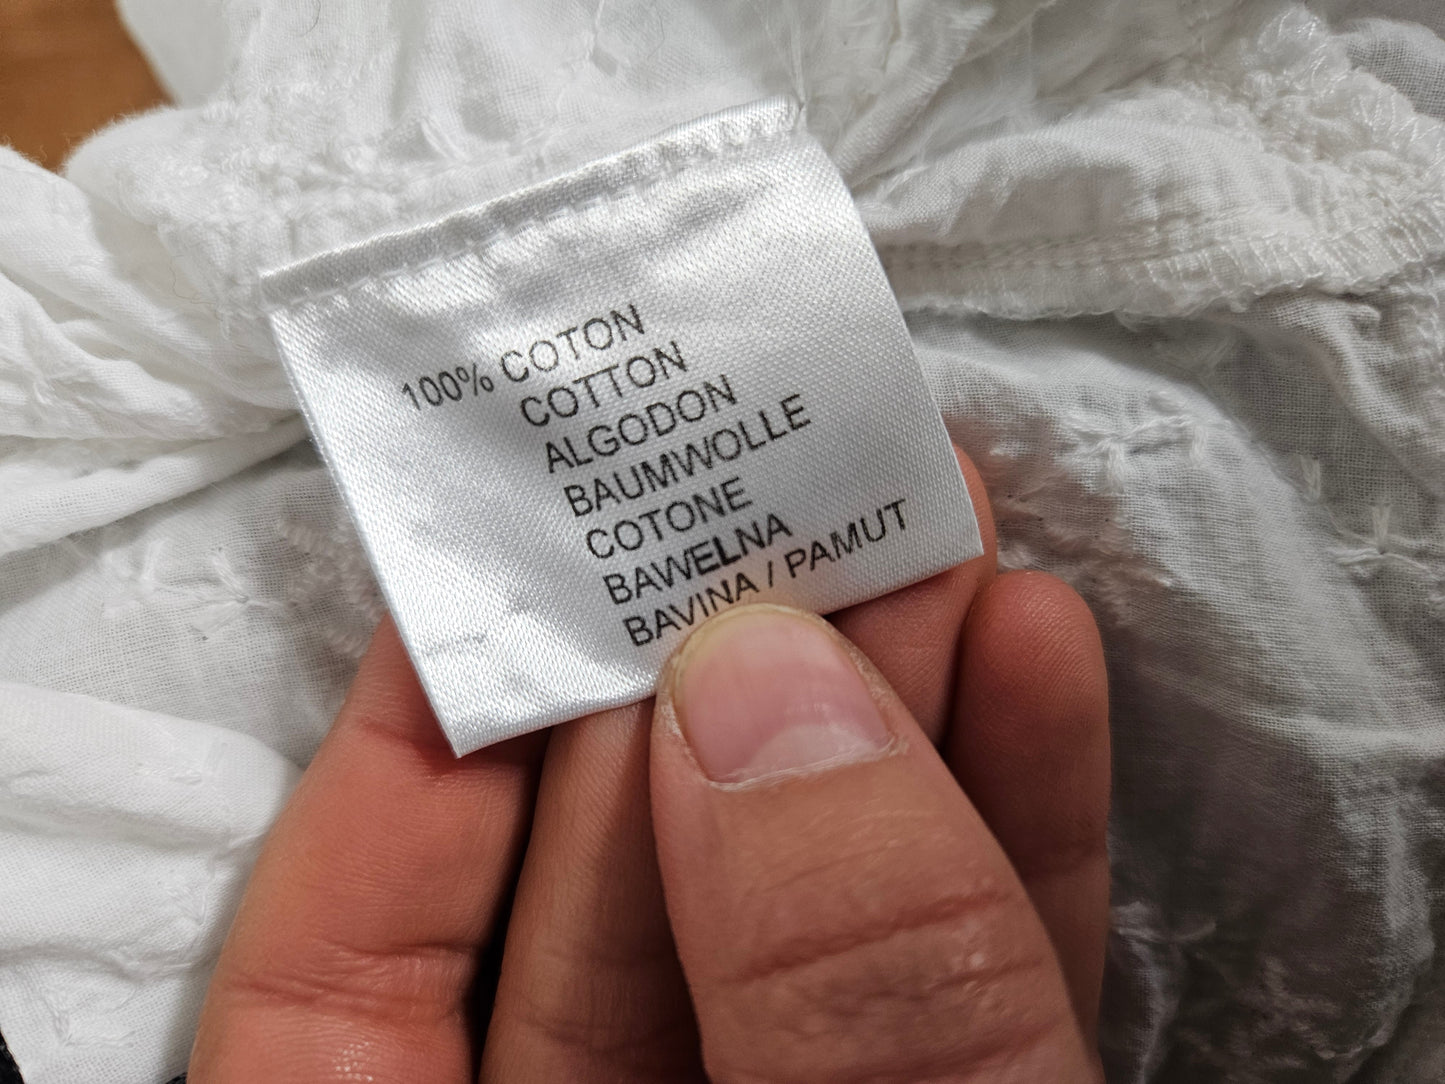 100% COTON
COTTON
ALGODON
BAUMWOLLE
COTONE
BAWELNA
BAVINA / PAMUT